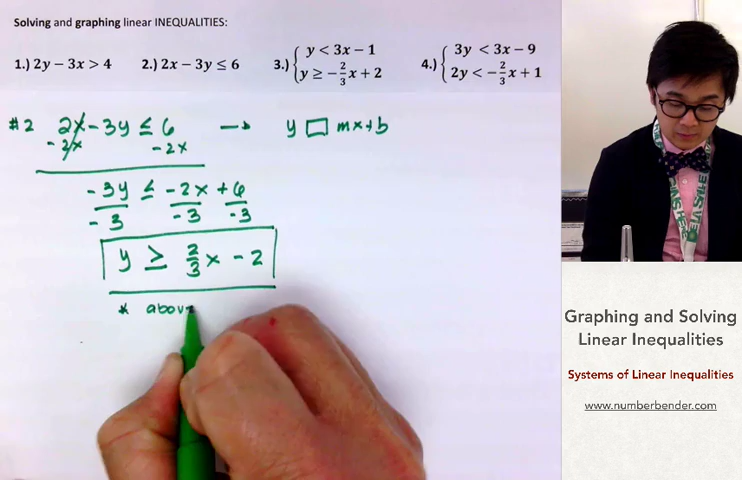 Solving and graphing linear INEQUALITIES:
1.) 2y − 3x > 4 2.) 2x − 3y ≤ 6 3.) { y < 3x − 1 4.) { 3y < 3x − 9
y ≥ −2/3x + 2 2y < −2/3x + 1
#2 2x - 3y ≤ 6 → y □ mx+b
-2x -2x
-3y ≤ -2x + 6
-3 -3 -3
y ≥ 2/3 x - 2
* above
Graphing and Solving
Linear Inequalities
Systems of Linear Inequalities
www.numberbender.com